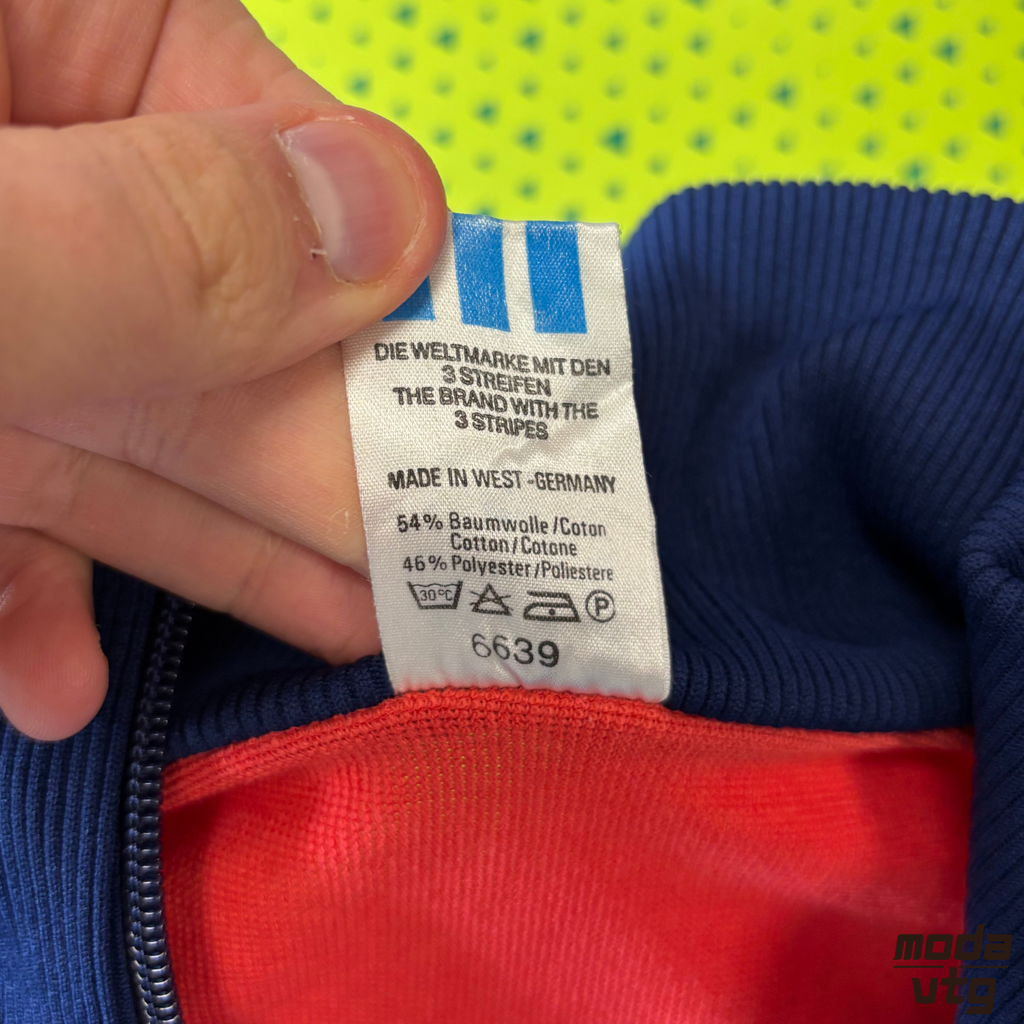 DIE WELTMARKE MIT DEN
3 STREIFEN
THE BRAND WITH THE
3 STRIPES
MADE IN WEST-GERMANY
54% Baumwolle/Coton
Cotton/Cotone
46% Polyester/Poliestere
30°C
P
6639
moda
vtg